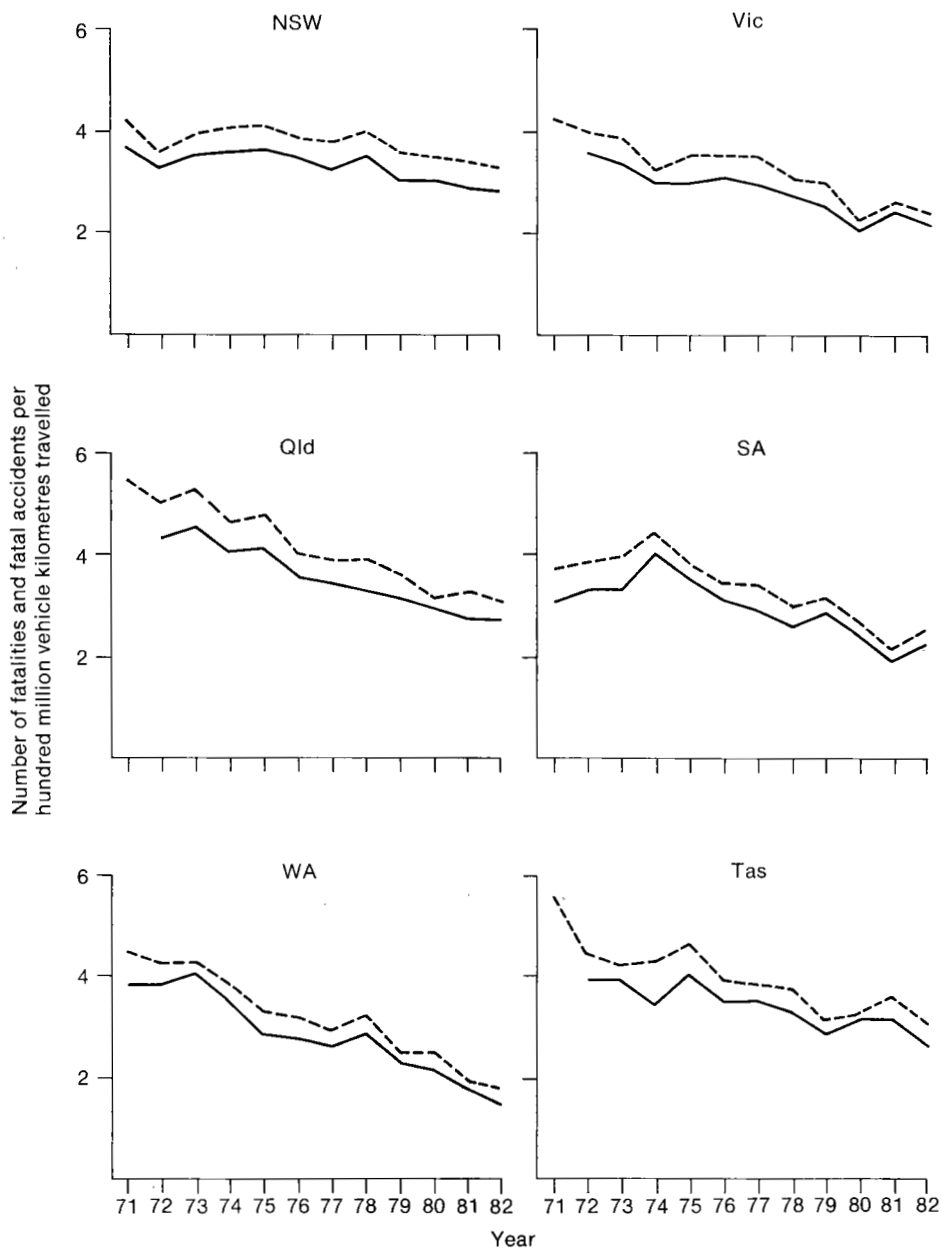 NSW
Vic
6
4
2
Number of fatalities and fatal accidents per
hundred million vehicle kilometres travelled
Qld
SA
6
4
2
WA
Tas
6
4
2
71 72 73 74 75 76 77 78 79 80 81 82
71 72 73 74 75 76 77 78 79 80 81 82
Year